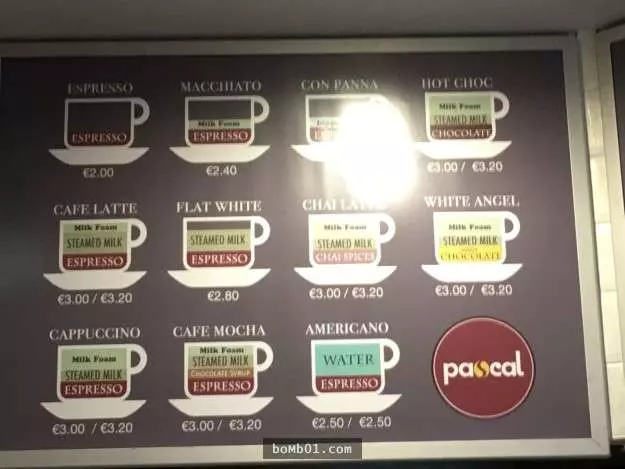 ESPRESSO
ESPRESSO
€2.00
MACCHIATO
Milk Foam
ESPRESSO
€2.40
CON PANNA
HOT CHOC
Milk Foam
STEAMED MILK
CHOCOLATE
€3.00 / €3.20
CAFE LATTE
Milk Foam
STEAMED MILK
ESPRESSO
€3.00 / €3.20
FLAT WHITE
STEAMED MILK
ESPRESSO
€2.80
CHAI LATTE
Milk Foam
STEAMED MILK
CHAI SPICES
€3.00 / €3.20
WHITE ANGEL
Milk Foam
STEAMED MILK
CHOCOLATE
€3.00 / €3.20
CAPPUCCINO
Milk Foam
STEAMED MILK
ESPRESSO
€3.00 / €3.20
CAFE MOCHA
Milk Foam
STEAMED MILK
CHOCOLATE SYRUP
ESPRESSO
€3.00 / €3.20
AMERICANO
WATER
ESPRESSO
€2.50 / €2.50
pascal
bomb01.com